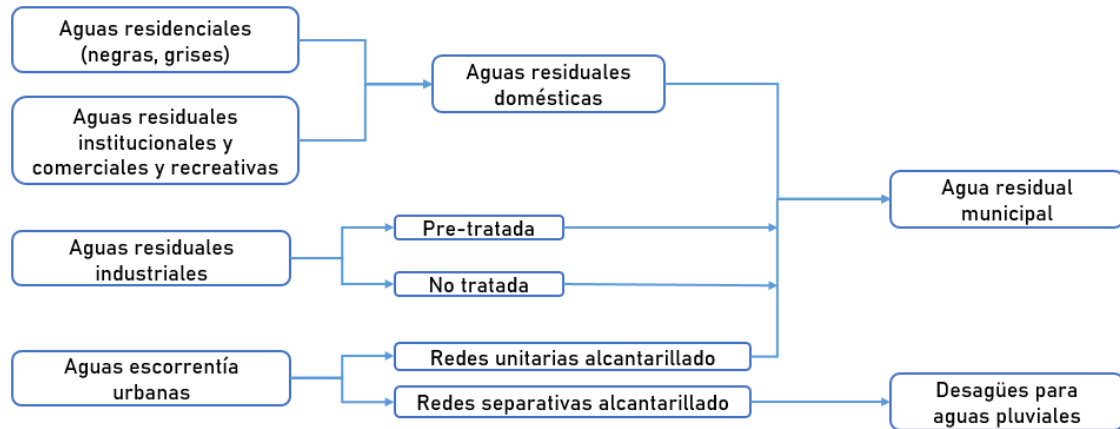 Aguas residenciales
(negras, grises)
Aguas residuales
institucionales y
comerciales y recreativas
Aguas residuales
domésticas
Agua residual
municipal
Aguas residuales
industriales
Pre-tratada
No tratada
Aguas escorrentía
urbanas
Redes unitarias alcantarillado
Redes separativas alcantarillado
Desagües para
aguas pluviales